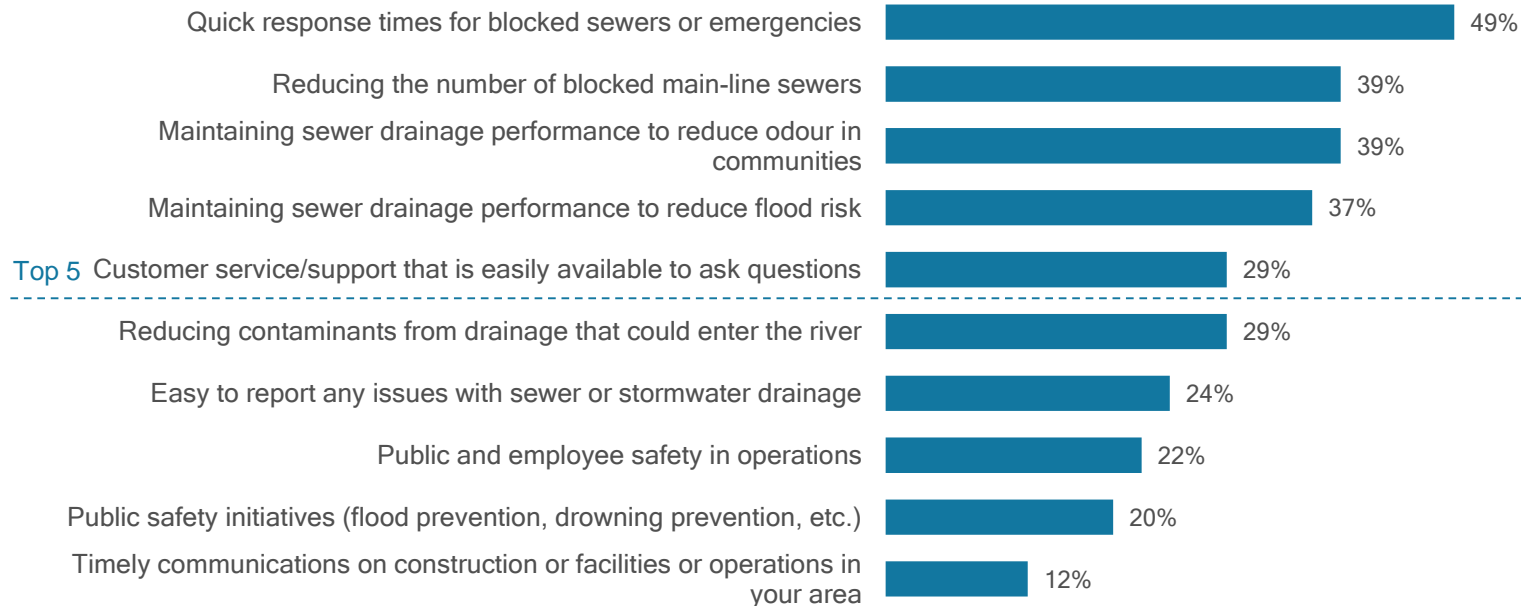 Quick response times for blocked sewers or emergencies 49%
Reducing the number of blocked main-line sewers 39%
Maintaining sewer drainage performance to reduce odour in
communities 39%
Maintaining sewer drainage performance to reduce flood risk 37%
Top 5 Customer service/support that is easily available to ask questions 29%
Reducing contaminants from drainage that could enter the river 29%
Easy to report any issues with sewer or stormwater drainage 24%
Public and employee safety in operations 22%
Public safety initiatives (flood prevention, drowning prevention, etc.) 20%
Timely communications on construction or facilities or operations in
your area 12%